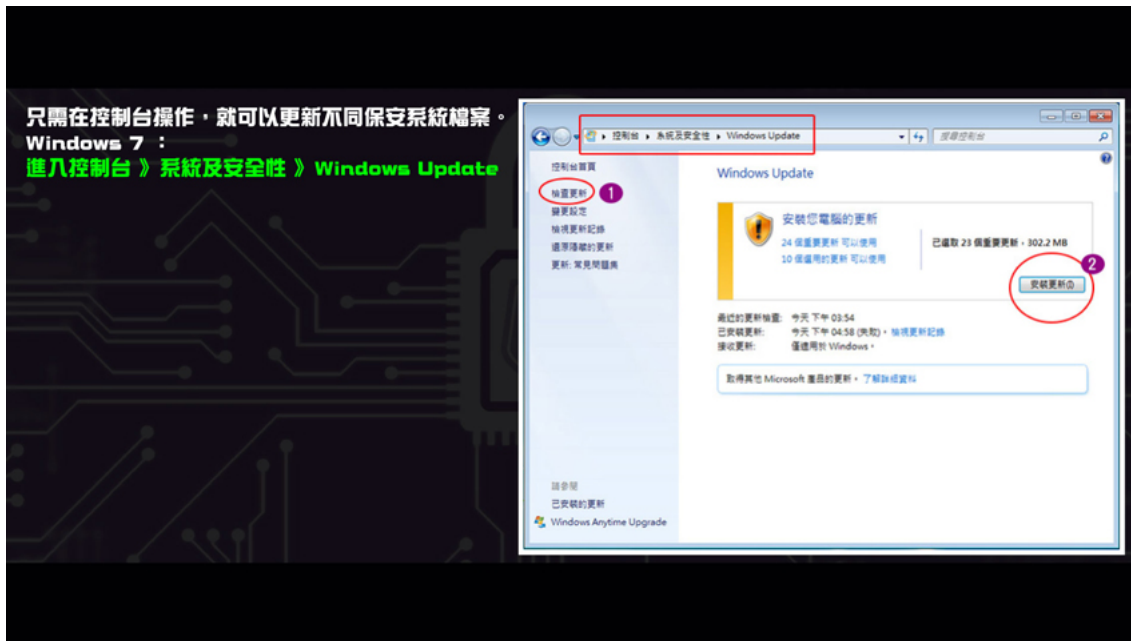 只需在控制台操作，就可以更新不同保安系統檔案。
Windows 7 ：
進入控制台 》系統及安全性 》Windows Update
控制台 ▸ 系統及安全性 ▸ Windows Update
搜尋控制台
控制台首頁
檢查更新
1
變更設定
檢視更新記錄
還原隱藏的更新
更新: 常見問題集
Windows Update
安裝您電腦的更新
24 個重要更新 可以使用
10 個選用的更新 可以使用
已選取 23 個重要更新，302.2 MB
2
安裝更新(I)
最近的更新檢查: 今天 下午 03:54
已安裝更新: 今天 下午 04:58 (失敗)。檢視更新記錄
接收更新: 僅適用於 Windows。
取得其他 Microsoft 產品的更新。了解詳細資料
請參閱
已安裝的更新
Windows Anytime Upgrade